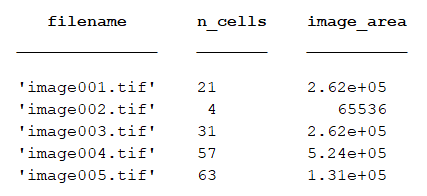 filename n_cells image_area
'image001.tif' 21 2.62e+05
'image002.tif' 4 65536
'image003.tif' 31 2.62e+05
'image004.tif' 57 5.24e+05
'image005.tif' 63 1.31e+05